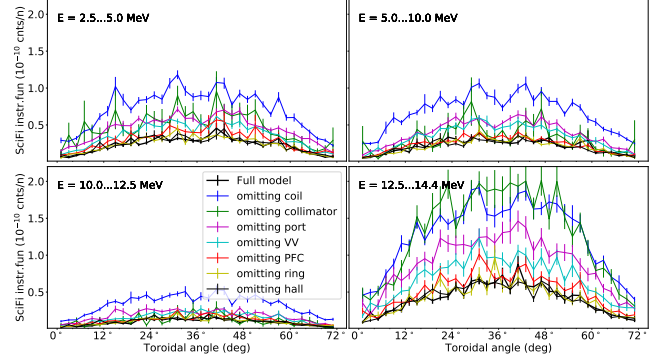 E = 2.5...5.0 MeV
E = 5.0...10.0 MeV
2.0
1.5
1.0
0.5
SciFi instr.fun (10⁻¹⁰ cnts/n)
E = 10.0...12.5 MeV
E = 12.5...14.4 MeV
2.0
1.5
1.0
0.5
SciFi instr.fun (10⁻¹⁰ cnts/n)
Full model
omitting coil
omitting collimator
omitting port
omitting VV
omitting PFC
omitting ring
omitting hall
0° 12° 24° 36° 48° 60° 72°
0° 12° 24° 36° 48° 60° 72°
Toroidal angle (deg)
Toroidal angle (deg)